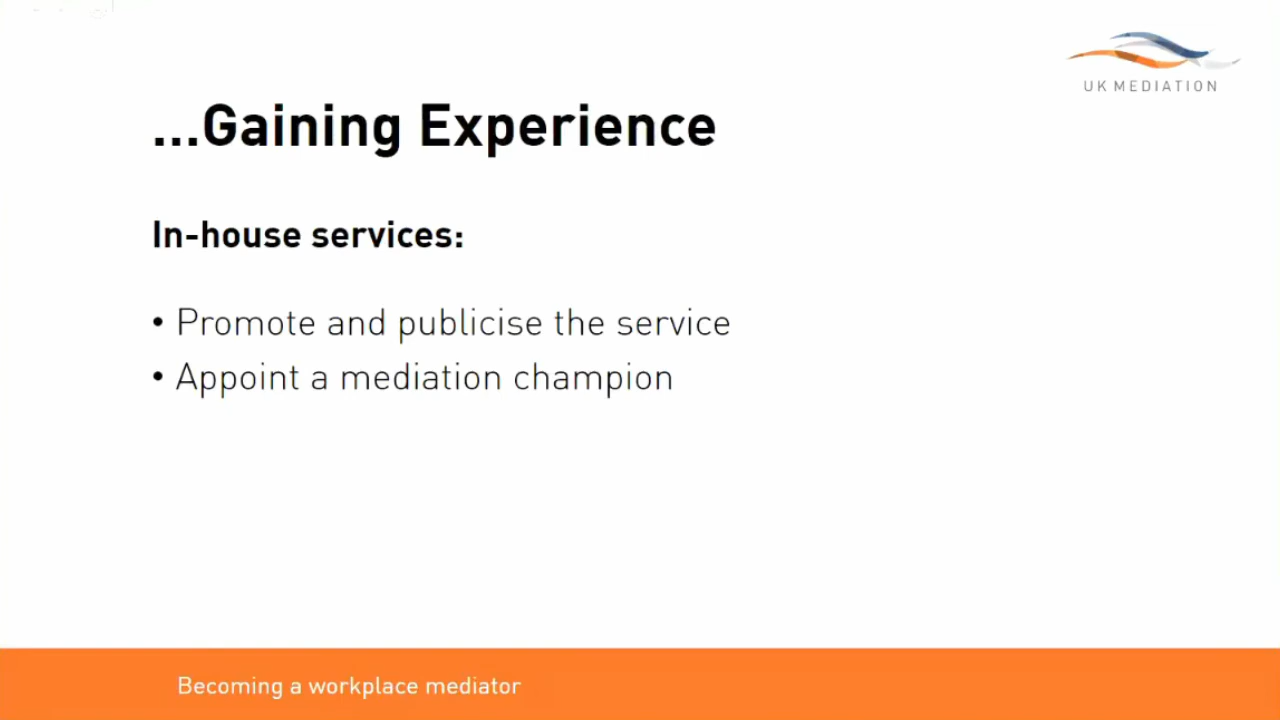 UK MEDIATION
...Gaining Experience
In-house services:
• Promote and publicise the service
• Appoint a mediation champion
Becoming a workplace mediator